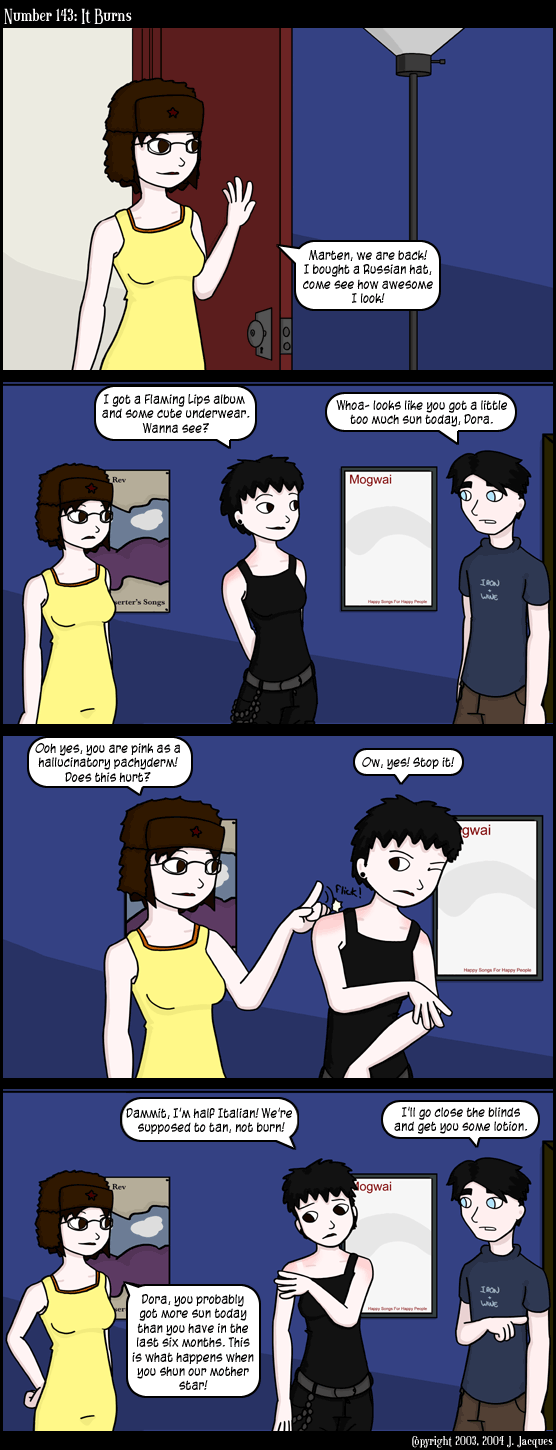 Number 143: It Burns
Marten, we are back!
I bought a Russian hat,
come see how awesome
I look!
I got a Flaming Lips album
and some cute underwear.
Wanna see?
Whoa- looks like you got a little
too much sun today, Dora.
Rev
serter's Songs
Mogwai
Happy Songs For Happy People
IRON
+
WINE
Ooh yes, you are pink as a
hallucinatory pachyderm!
Does this hurt?
Ow, yes! Stop it!
flick!
gwai
Happy Songs For Happy People
Dammit, I'm half Italian! We're
supposed to tan, not burn!
I'll go close the blinds
and get you some lotion.
Rev
ser
Mogwai
Happy Songs For Happy People
IRON
+
WINE
Dora, you probably
got more sun today
than you have in the
last six months. This
is what happens when
you shun our mother
star!
Copyright 2003, 2004 J. Jacques